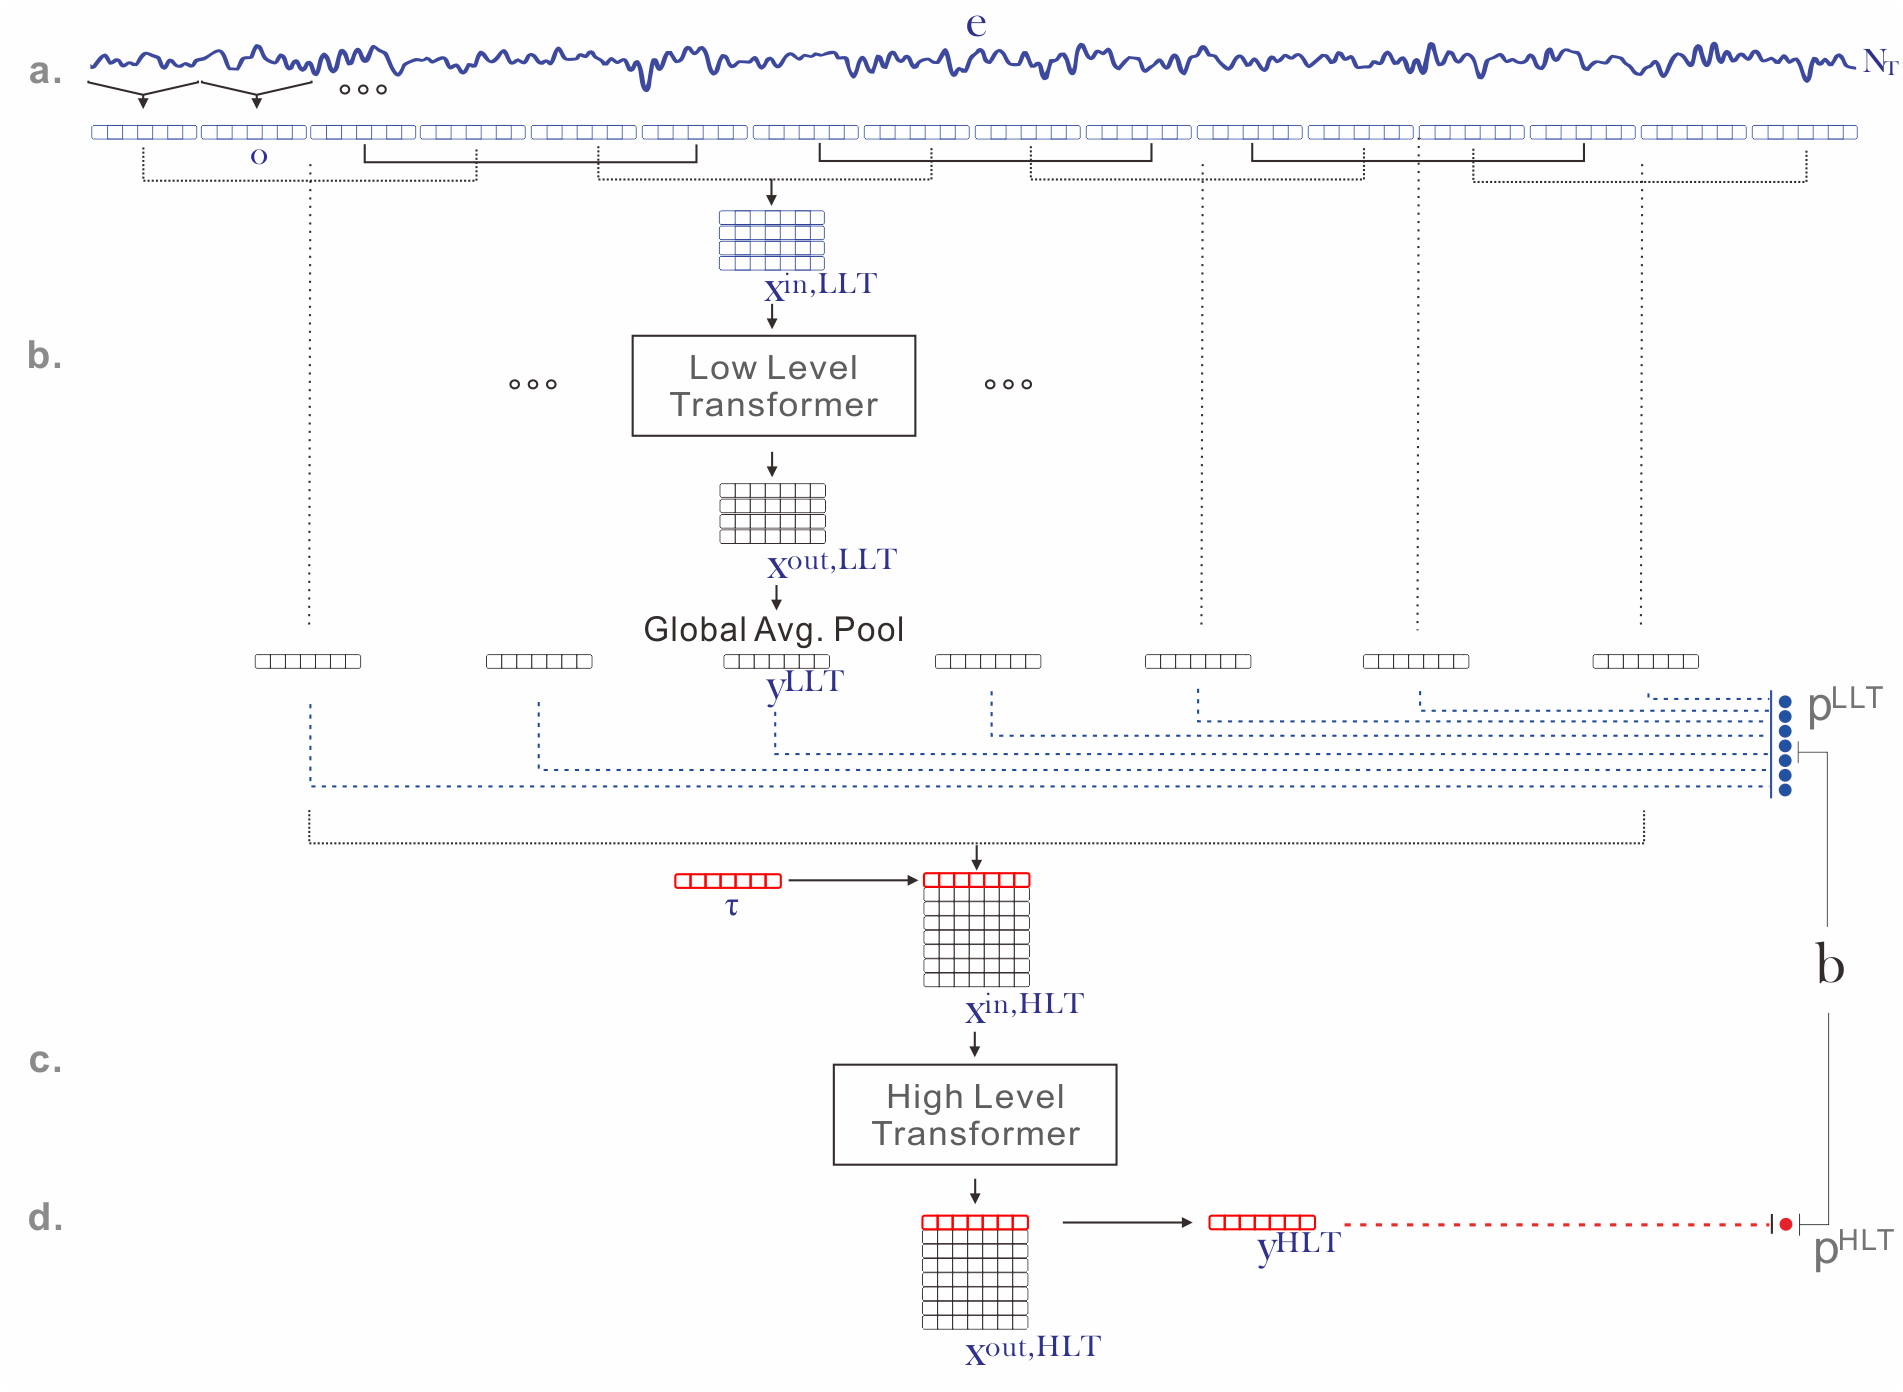 e
a.
N_T
o
x^in,LLT
b.
Low Level
Transformer
x^out,LLT
Global Avg. Pool
y^LLT
p^LLT
τ
b
x^in,HLT
c.
High Level
Transformer
d.
y^HLT
p^HLT
x^out,HLT